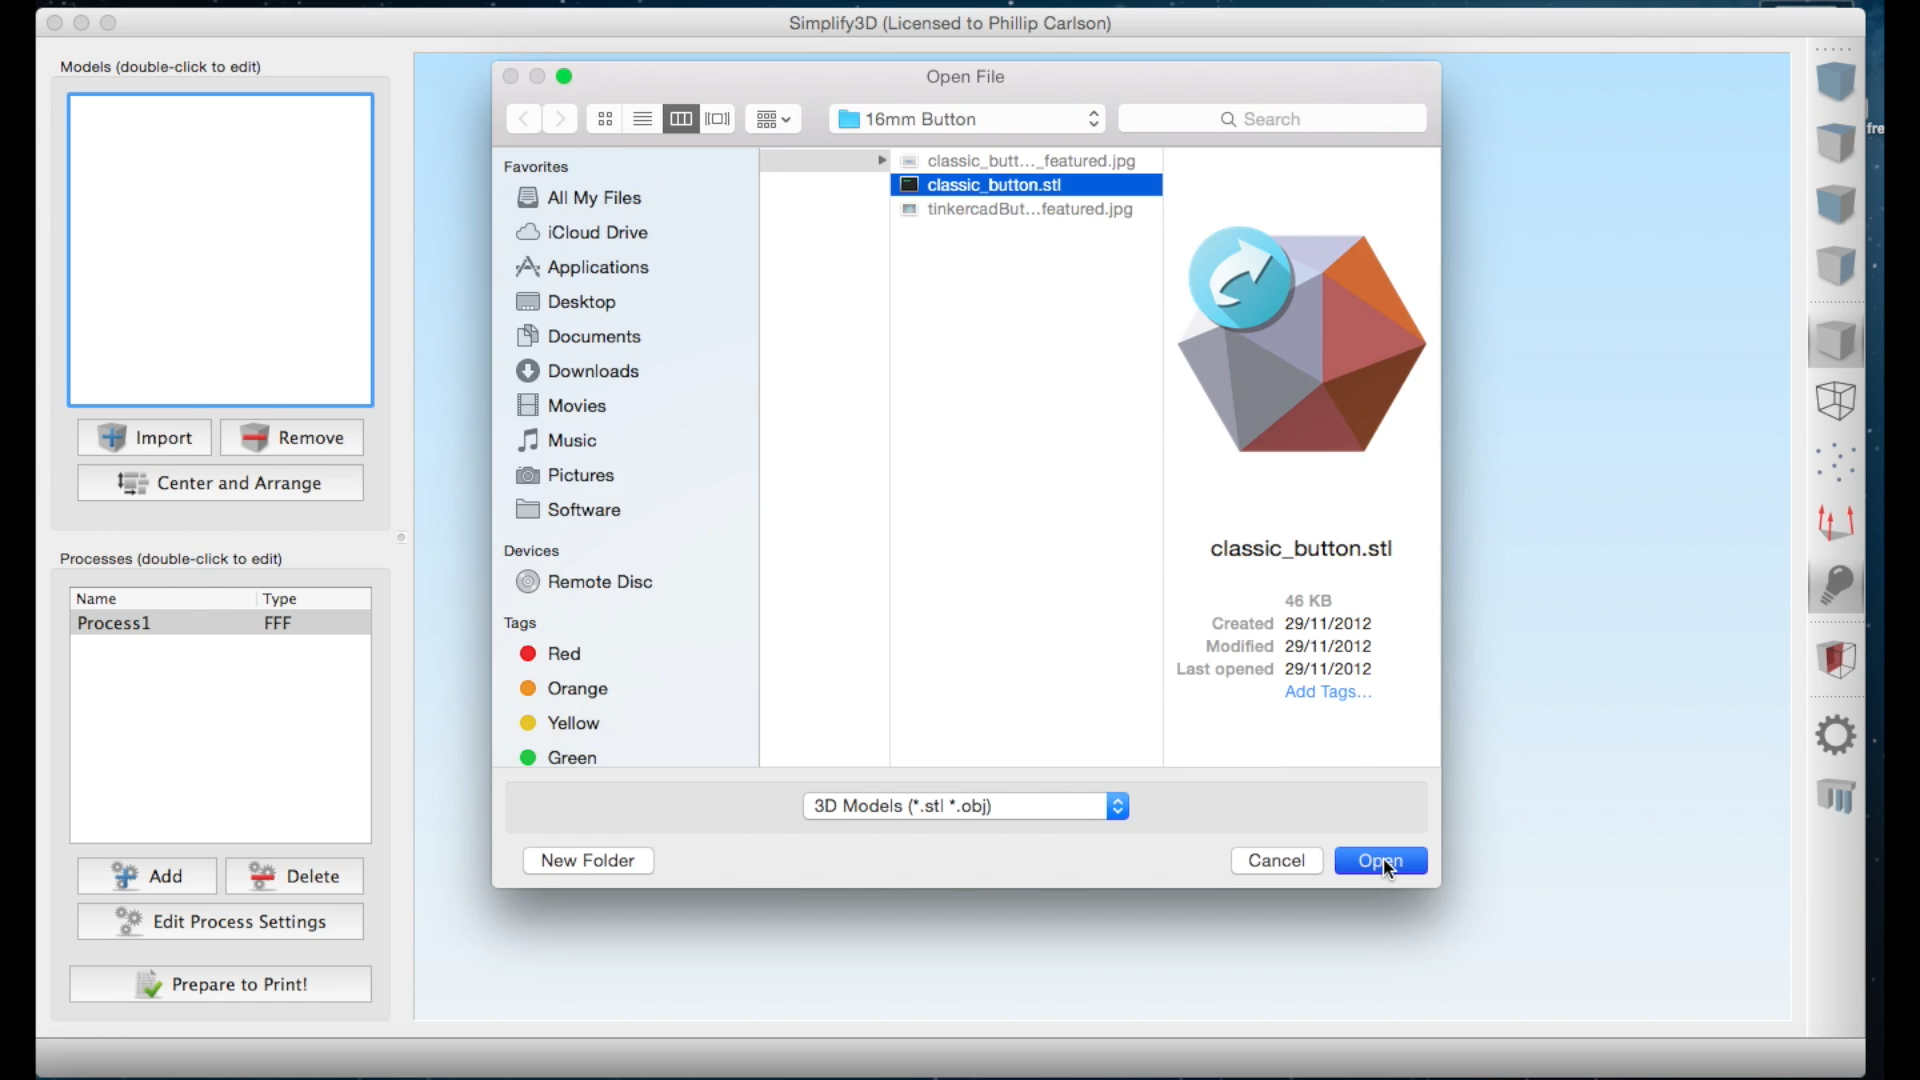 Simplify3D (Licensed to Phillip Carlson)
Models (double-click to edit)
Import
Remove
Center and Arrange
Processes (double-click to edit)
Name Type
Process1 FFF
Add
Delete
Edit Process Settings
Prepare to Print!
Open File
16mm Button
Search
Favorites
All My Files
iCloud Drive
Applications
Desktop
Documents
Downloads
Movies
Music
Pictures
Software
Devices
Remote Disc
Tags
Red
Orange
Yellow
Green
classic_butt..._featured.jpg
classic_button.stl
tinkercadBut...featured.jpg
classic_button.stl
46 KB
Created 29/11/2012
Modified 29/11/2012
Last opened 29/11/2012
Add Tags...
3D Models (*.stl *.obj)
New Folder
Cancel
Open
fre